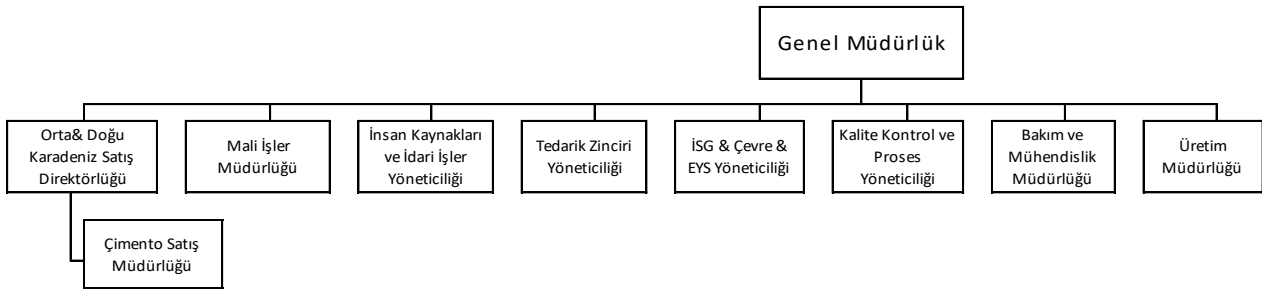 Genel Müdürlük
Orta& Doğu
Karadeniz Satış
Direktörlüğü
Mali İşler
Müdürlüğü
İnsan Kaynakları
ve İdari İşler
Yöneticiliği
Tedarik Zinciri
Yöneticiliği
İSG & Çevre &
EYS Yöneticiliği
Kalite Kontrol ve
Proses
Yöneticiliği
Bakım ve
Mühendislik
Müdürlüğü
Üretim
Müdürlüğü
Çimento Satış
Müdürlüğü